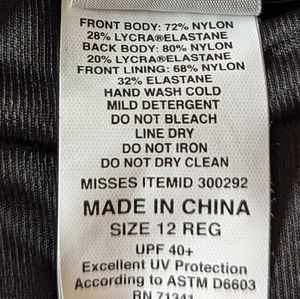 FRONT BODY: 72% NYLON
28% LYCRA®ELASTANE
BACK BODY: 80% NYLON
20% LYCRA®ELASTANE
FRONT LINING: 68% NYLON
32% ELASTANE
HAND WASH COLD
MILD DETERGENT
DO NOT BLEACH
LINE DRY
DO NOT IRON
DO NOT DRY CLEAN
MISSES ITEMID 300292
MADE IN CHINA
SIZE 12 REG
UPF 40+
Excellent UV Protection
According to ASTM D6603
RN 71341